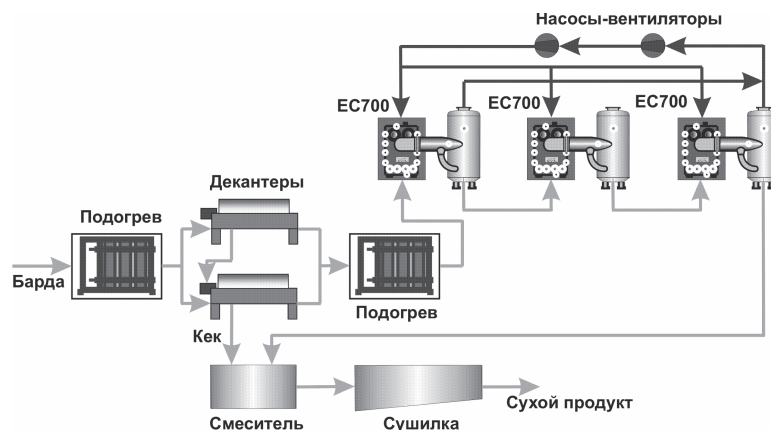 Насосы-вентиляторы
EC700
EC700
EC700
Декантеры
Подогрев
Барда
Подогрев
Кек
Смеситель
Сушилка
Сухой продукт